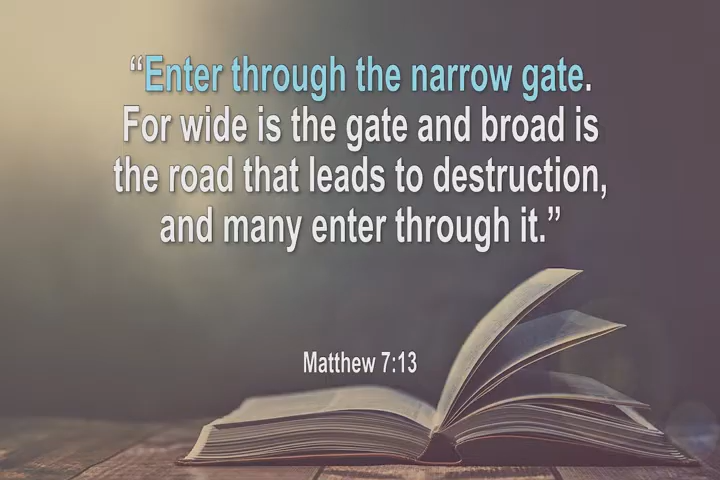 “Enter through the narrow gate.
For wide is the gate and broad is
the road that leads to destruction,
and many enter through it.”
Matthew 7:13